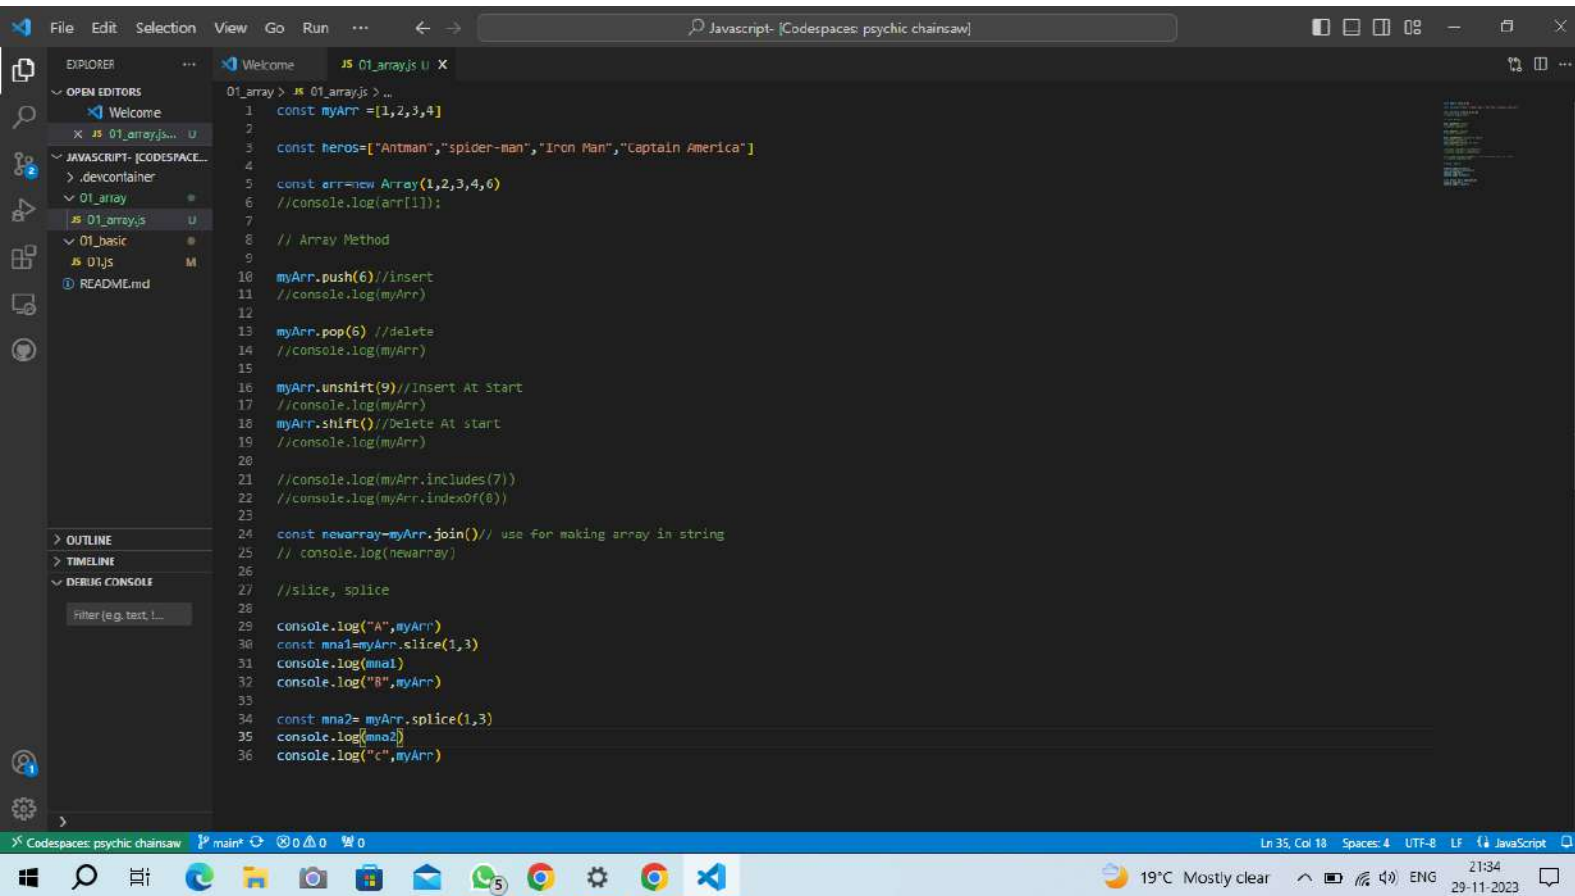 File Edit Selection View Go Run ··· Javascript- [Codespaces: psychic chainsaw]
EXPLORER ···
OPEN EDITORS
Welcome
JS 01_array.js... U
JAVASCRIPT- [CODESPACE...
.devcontainer
01_array
JS 01_array.js U
01_basic
JS 01.js M
README.md
OUTLINE
TIMELINE
DEBUG CONSOLE
Filter (e.g. text, !...
Welcome JS 01_array.js U X
01_array > JS 01_array.js > ...
1 const myArr =[1,2,3,4]
2
3 const heros=["Antman","spider-man","Iron Man","Captain America"]
4
5 const arr=new Array(1,2,3,4,6)
6 //console.log(arr[1]);
7
8 // Array Method
9
10 myArr.push(6)//insert
11 //console.log(myArr)
12
13 myArr.pop(6) //delete
14 //console.log(myArr)
15
16 myArr.unshift(9)//Insert At Start
17 //console.log(myArr)
18 myArr.shift()//Delete At start
19 //console.log(myArr)
20
21 //console.log(myArr.includes(7))
22 //console.log(myArr.indexOf(8))
23
24 const newarray=myArr.join()// use for making array in string
25 // console.log(newarray)
26
27 //slice, splice
28
29 console.log("A",myArr)
30 const mna1=myArr.slice(1,3)
31 console.log(mna1)
32 console.log("B",myArr)
33
34 const mna2= myArr.splice(1,3)
35 console.log(mna2)
36 console.log("c",myArr)
Codespaces: psychic chainsaw main* 0 0 0 Ln 35, Col 18 Spaces: 4 UTF-8 LF JavaScript
19°C Mostly clear ENG 21:34
29-11-2023